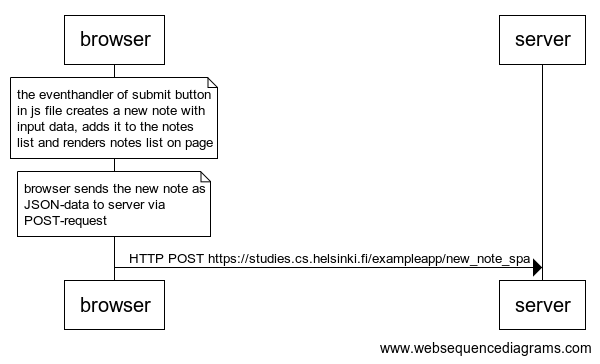 browser
server
the eventhandler of submit button
in js file creates a new note with
input data, adds it to the notes
list and renders notes list on page
browser sends the new note as
JSON-data to server via
POST-request
HTTP POST https://studies.cs.helsinki.fi/exampleapp/new_note_spa
browser
server
www.websequencediagrams.com